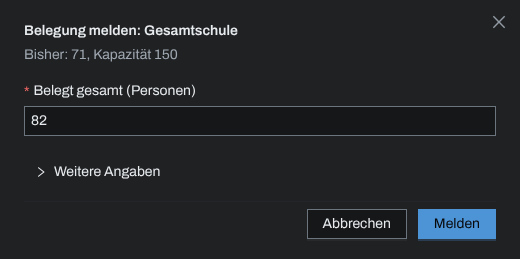 Belegung melden: Gesamtschule
Bisher: 71, Kapazität 150
* Belegt gesamt (Personen)
82
Weitere Angaben
Abbrechen
Melden